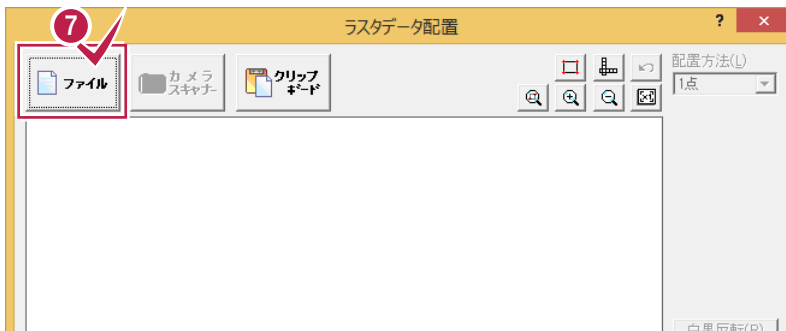 7
ラスタデータ配置
? ×
ファイル
カメラ
スキャナー
クリップ
ボード
配置方法(L)
1点
白黒反転(R)